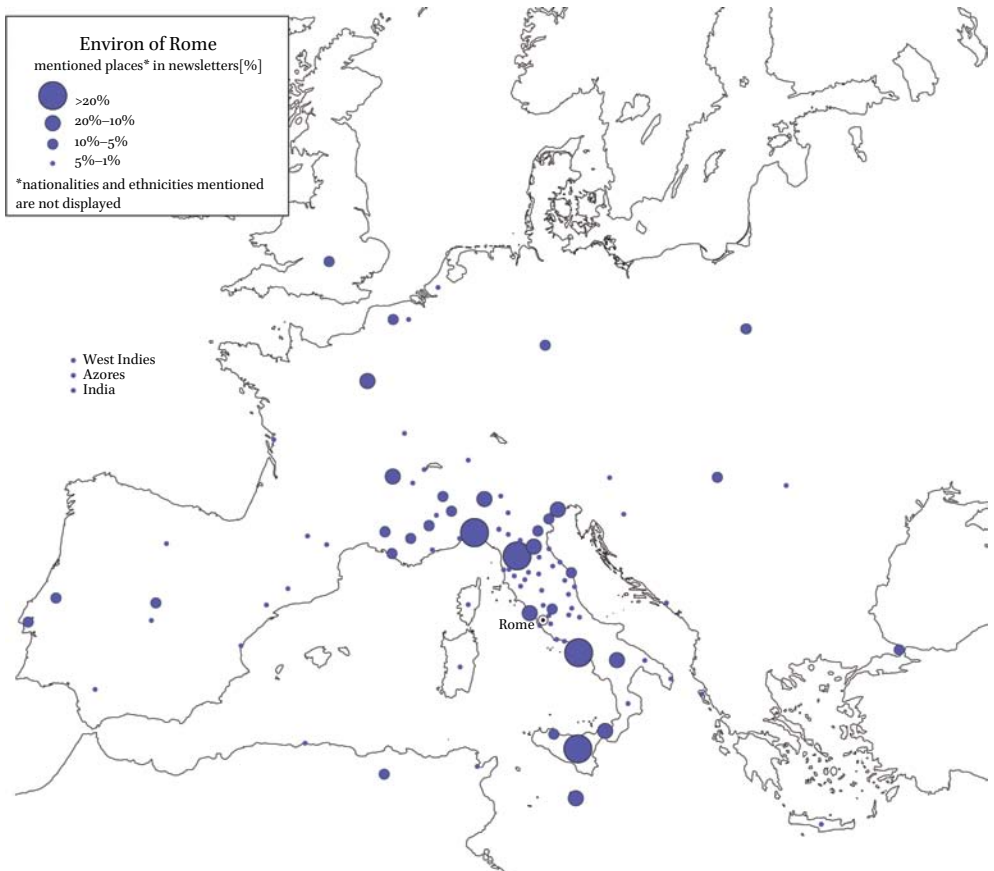 Environ of Rome
mentioned places* in newsletters[%]
>20%
20%–10%
10%–5%
5%–1%
*nationalities and ethnicities mentioned
are not displayed
West Indies
Azores
India
Rome